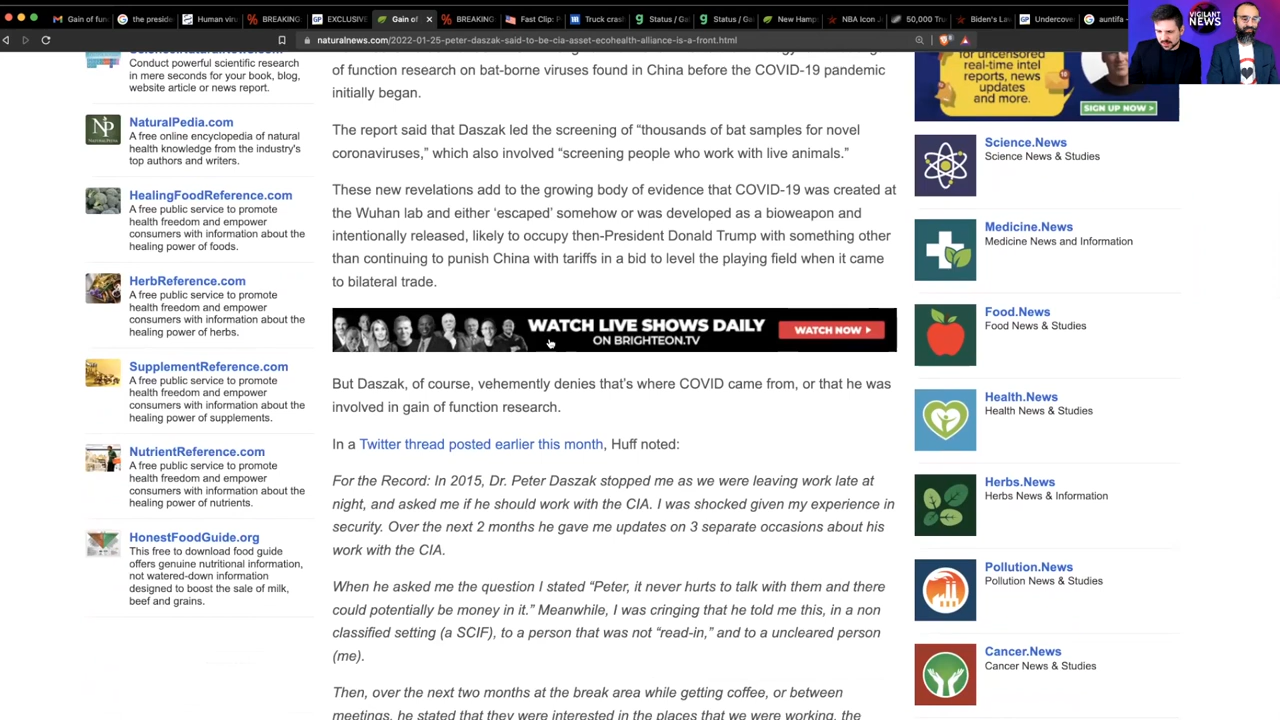 Gain of func
the preside
Human viru
BREAKING
EXCLUSIVE
Gain of
BREAKING
Fast Clip: F
Truck crash
Status / Ga
Status / Ga
New Hamp
NBA Icon J
50,000 Tru
Biden's Lav
Undercove
auntifa
naturalnews.com/2022-01-25-peter-daszak-said-to-be-cia-asset-ecohealth-alliance-is-a-front.html
VIGILANT
NEWS
Conduct powerful scientific research
in mere seconds for your book, blog,
website article or news report.
NaturalPedia.com
A free online encyclopedia of natural
health knowledge from the industry's
top authors and writers.
HealingFoodReference.com
A free public service to promote
health freedom and empower
consumers with information about the
healing power of foods.
HerbReference.com
A free public service to promote
health freedom and empower
consumers with information about the
healing power of herbs.
SupplementReference.com
A free public service to promote
health freedom and empower
consumers with information about the
healing power of supplements.
NutrientReference.com
A free public service to promote
health freedom and empower
consumers with information about the
healing power of nutrients.
HonestFoodGuide.org
This free to download food guide
offers genuine nutritional information,
not watered-down information
designed to boost the sale of milk,
beef and grains.
of function research on bat-borne viruses found in China before the COVID-19 pandemic
initially began.
The report said that Daszak led the screening of “thousands of bat samples for novel
coronaviruses,” which also involved “screening people who work with live animals.”
These new revelations add to the growing body of evidence that COVID-19 was created at
the Wuhan lab and either ‘escaped’ somehow or was developed as a bioweapon and
intentionally released, likely to occupy then-President Donald Trump with something other
than continuing to punish China with tariffs in a bid to level the playing field when it came
to bilateral trade.
WATCH LIVE SHOWS DAILY
ON BRIGHTEON.TV
WATCH NOW
But Daszak, of course, vehemently denies that’s where COVID came from, or that he was
involved in gain of function research.
In a Twitter thread posted earlier this month, Huff noted:
For the Record: In 2015, Dr. Peter Daszak stopped me as we were leaving work late at
night, and asked me if he should work with the CIA. I was shocked given my experience in
security. Over the next 2 months he gave me updates on 3 separate occasions about his
work with the CIA.
When he asked me the question I stated “Peter, it never hurts to talk with them and there
could potentially be money in it.” Meanwhile, I was cringing that he told me this, in a non
classified setting (a SCIF), to a person that was not “read-in,” and to a uncleared person
(me).
Then, over the next two months at the break area while getting coffee, or between
meetings, he stated that they were interested in the places that we were working, the
for uncensored
real-time intel
reports, news
updates
and more.
SIGN UP NOW
Science.News
Science News & Studies
Medicine.News
Medicine News and Information
Food.News
Food News & Studies
Health.News
Health News & Studies
Herbs.News
Herbs News & Information
Pollution.News
Pollution News & Studies
Cancer.News
Cancer News & Studies